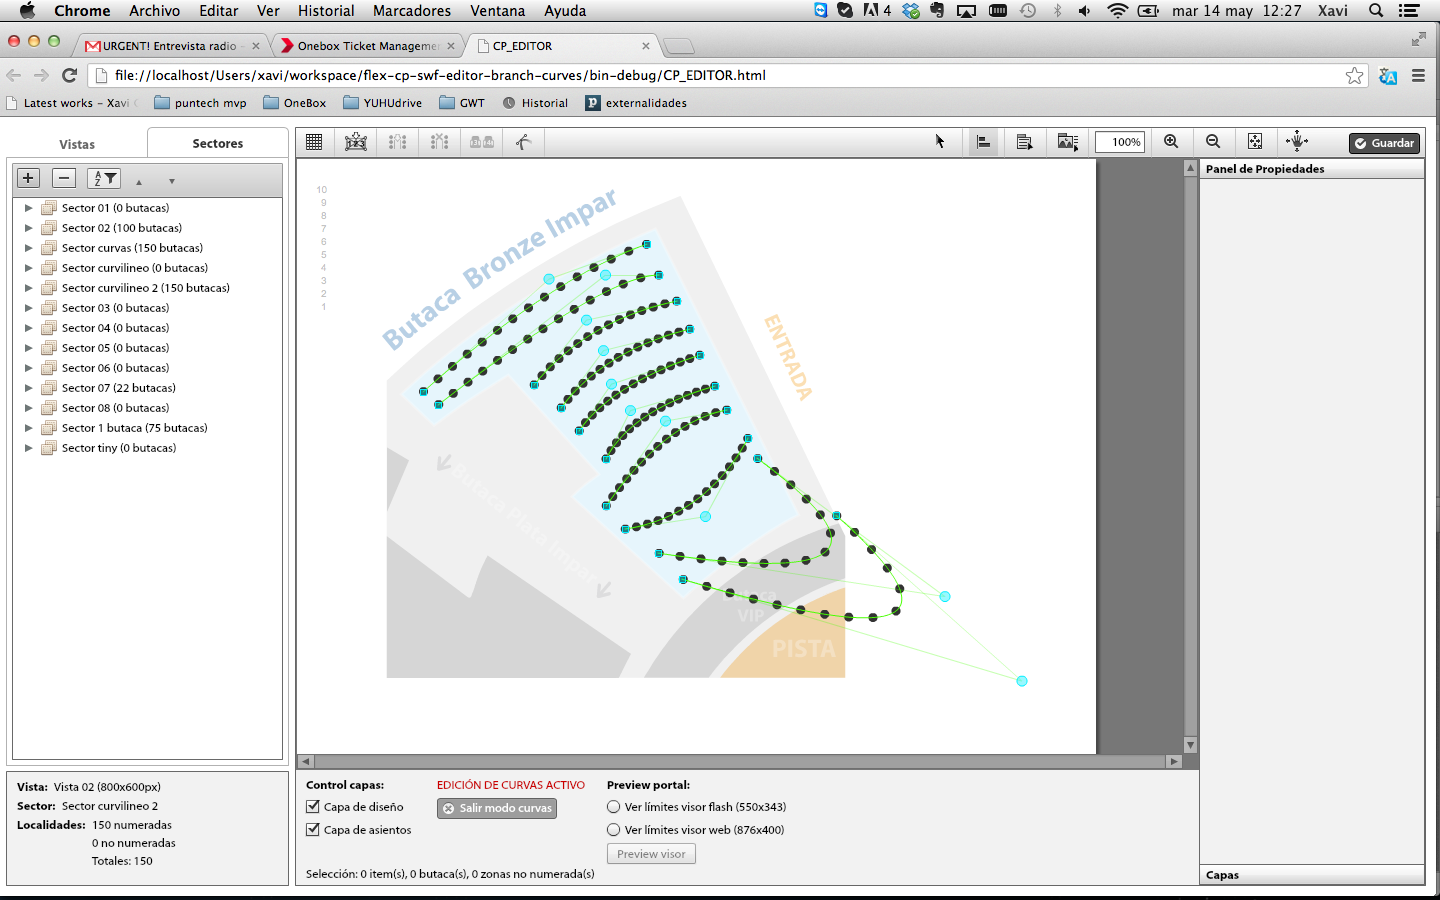 Chrome Archivo Editar Ver Historial Marcadores Ventana Ayuda 4 mar 14 may 12:27 Xavi
URGENT! Entrevista radio - Onebox Ticket Managemen CP_EDITOR
file://localhost/Users/xavi/workspace/flex-cp-swf-editor-branch-curves/bin-debug/CP_EDITOR.html
Latest works – Xavi puntech mvp OneBox YUHUdrive GWT Historial externalidades
Vistas Sectores
100%
Guardar
Panel de Propiedades
Sector 01 (0 butacas)
Sector 02 (100 butacas)
Sector curvas (150 butacas)
Sector curvilineo (0 butacas)
Sector curvilineo 2 (150 butacas)
Sector 03 (0 butacas)
Sector 04 (0 butacas)
Sector 05 (0 butacas)
Sector 06 (0 butacas)
Sector 07 (22 butacas)
Sector 08 (0 butacas)
Sector 1 butaca (75 butacas)
Sector tiny (0 butacas)
10
9
8
7
6
5
4
3
2
1
Butaca Bronze Impar
ENTRADA
Butaca Plata Impar
VIP
PISTA
Vista: Vista 02 (800x600px)
Sector: Sector curvilineo 2
Localidades: 150 numeradas
0 no numeradas
Totales: 150
Control capas:
Capa de diseño
Capa de asientos
EDICIÓN DE CURVAS ACTIVO
Salir modo curvas
Preview portal:
Ver límites visor flash (550x343)
Ver límites visor web (876x400)
Preview visor
Selección: 0 item(s), 0 butaca(s), 0 zonas no numerada(s)
Capas